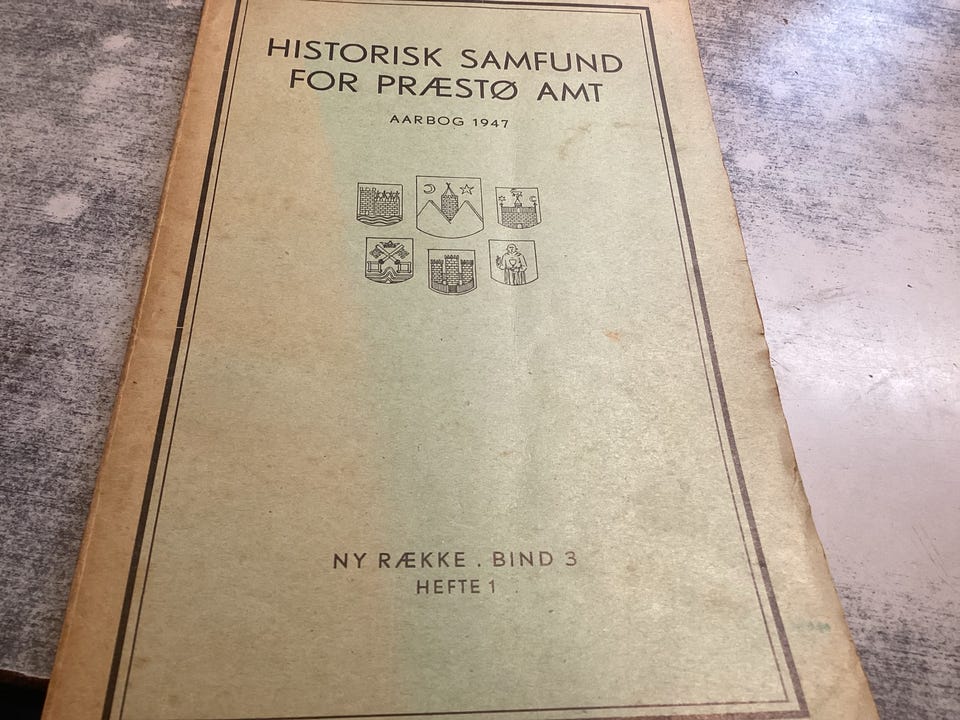 HISTORISK SAMFUND
FOR PRÆSTØ AMT
AARBOG 1947
NY RÆKKE . BIND 3
HEFTE 1